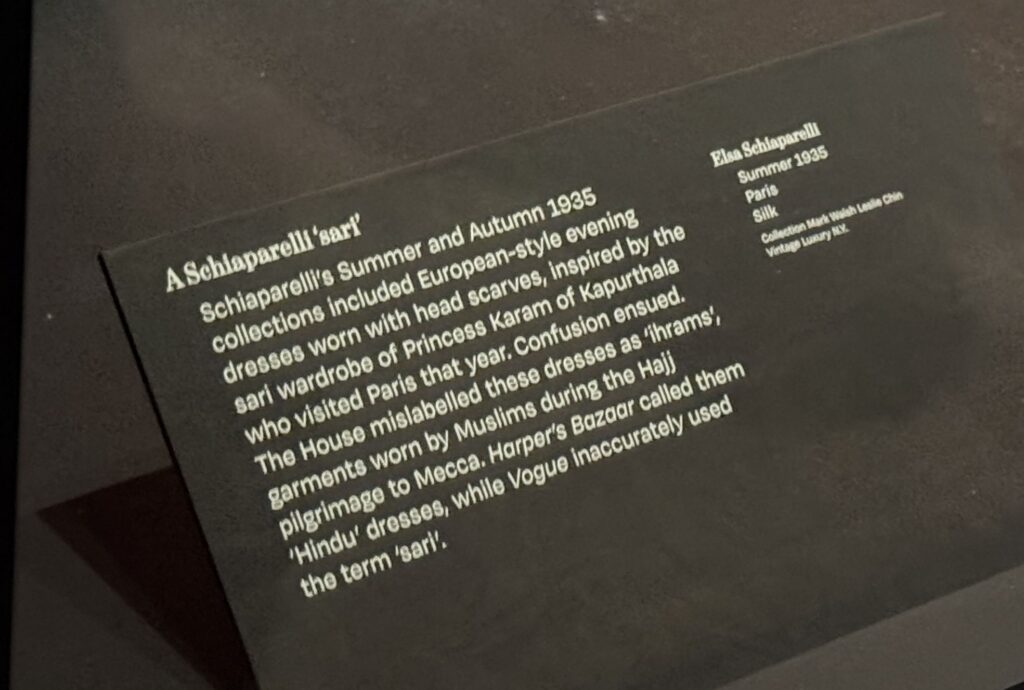 A Schiaparelli 'sari'
Schiaparelli's Summer and Autumn 1935
collections included European-style evening
dresses worn with head scarves, inspired by the
sari wardrobe of Princess Karam of Kapurthala
who visited Paris that year. Confusion ensued.
The House mislabelled these dresses as 'ihrams',
garments worn by Muslims during the Hajj
pilgrimage to Mecca. Harper's Bazaar called them
'Hindu' dresses, while Vogue inaccurately used
the term 'sari'.
Elsa Schiaparelli
Summer 1935
Paris
Silk
Collection Mark Walsh Leslie Chin
Vintage Luxury N.Y.